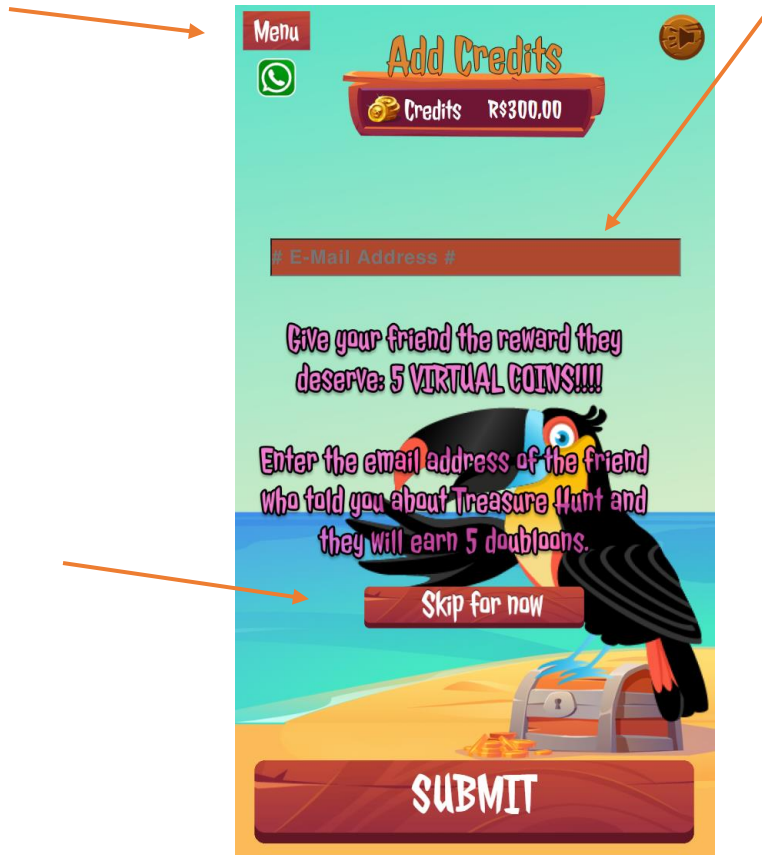 Menu
Add Credits
Credits R$300.00
# E-Mail Address #
Give your friend the reward they
deserve: 5 VIRTUAL COINS!!!!
Enter the email address of the friend
who told you about Treasure Hunt and
they will earn 5 doubloons.
Skip for now
SUBMIT